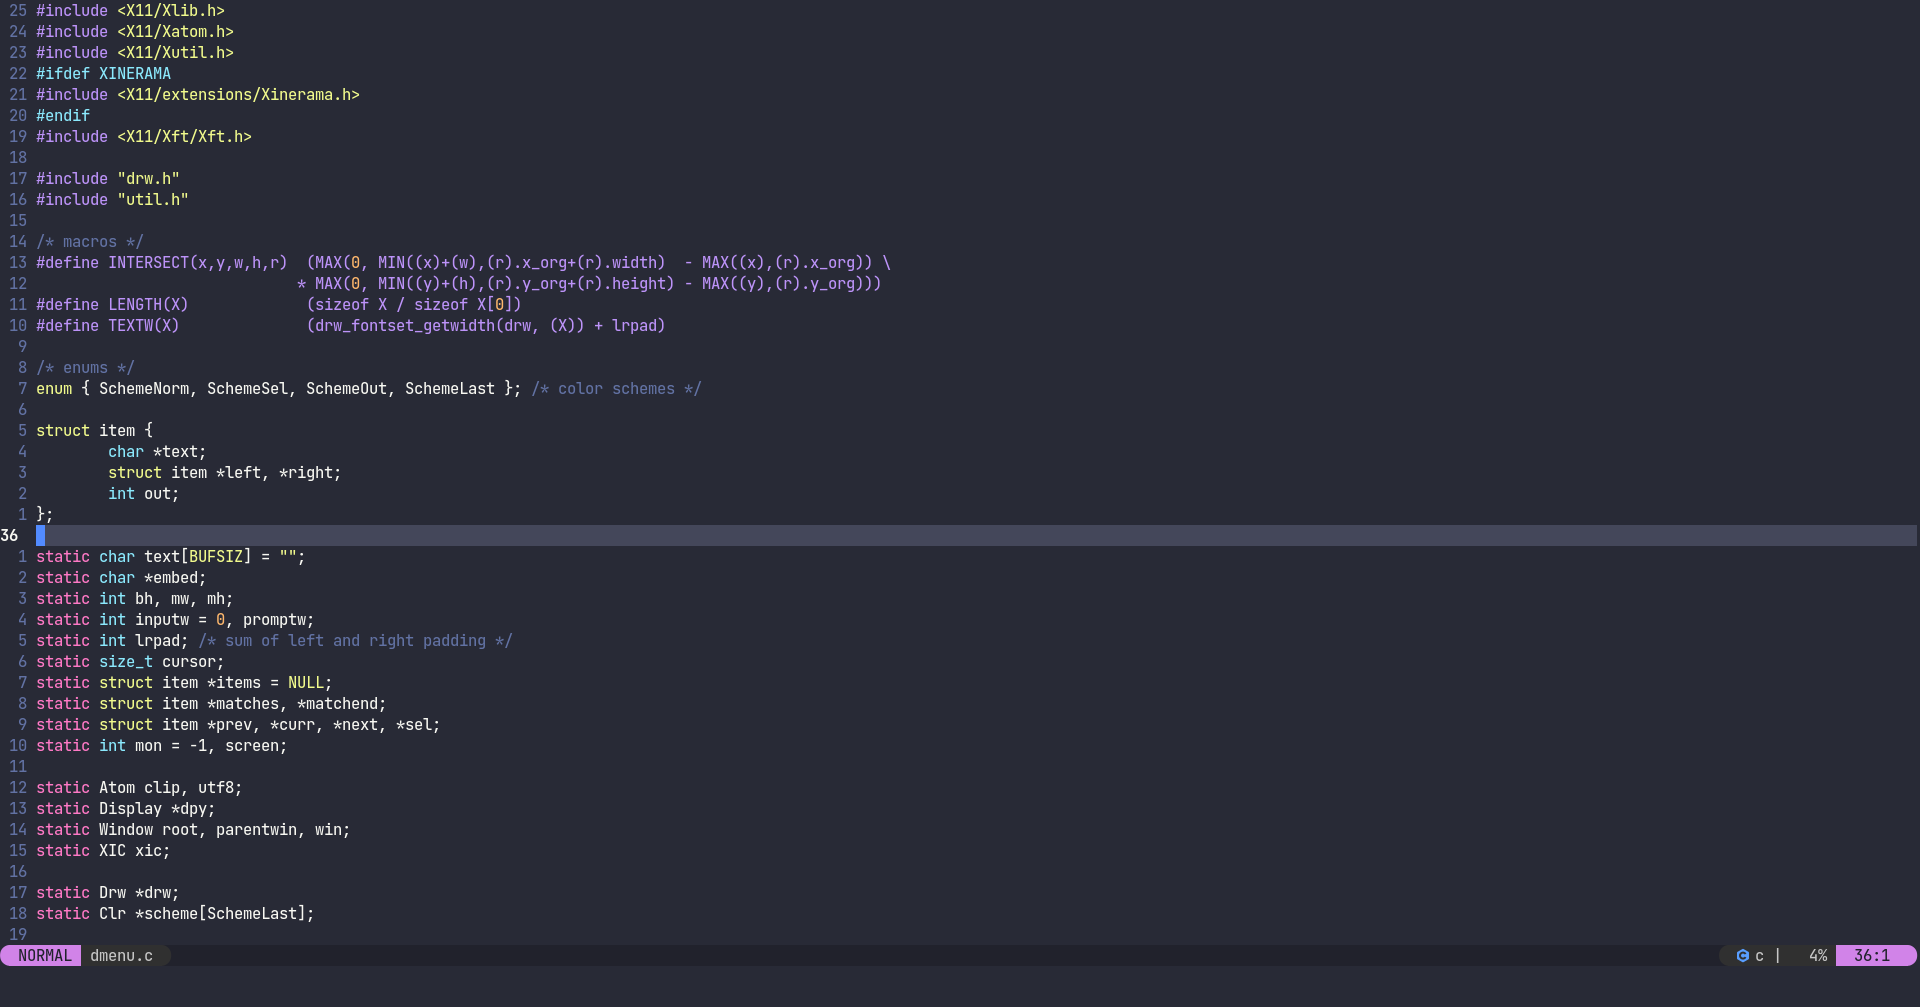 25 #include <X11/Xlib.h>
24 #include <X11/Xatom.h>
23 #include <X11/Xutil.h>
22 #ifdef XINERAMA
21 #include <X11/extensions/Xinerama.h>
20 #endif
19 #include <X11/Xft/Xft.h>
18
17 #include "drw.h"
16 #include "util.h"
15
14 /* macros */
13 #define INTERSECT(x,y,w,h,r)  (MAX(0, MIN((x)+(w),(r).x_org+(r).width)  - MAX((x),(r).x_org)) \
12                              * MAX(0, MIN((y)+(h),(r).y_org+(r).height) - MAX((y),(r).y_org)))
11 #define LENGTH(X)             (sizeof X / sizeof X[0])
10 #define TEXTW(X)              (drw_fontset_getwidth(drw, (X)) + lrpad)
9
8 /* enums */
7 enum { SchemeNorm, SchemeSel, SchemeOut, SchemeLast }; /* color schemes */
6
5 struct item {
4         char *text;
3         struct item *left, *right;
2         int out;
1 };
36
1 static char text[BUFSIZ] = "";
2 static char *embed;
3 static int bh, mw, mh;
4 static int inputw = 0, promptw;
5 static int lrpad; /* sum of left and right padding */
6 static size_t cursor;
7 static struct item *items = NULL;
8 static struct item *matches, *matchend;
9 static struct item *prev, *curr, *next, *sel;
10 static int mon = -1, screen;
11
12 static Atom clip, utf8;
13 static Display *dpy;
14 static Window root, parentwin, win;
15 static XIC xic;
16
17 static Drw *drw;
18 static Clr *scheme[SchemeLast];
19
NORMAL dmenu.c c | 4% 36:1